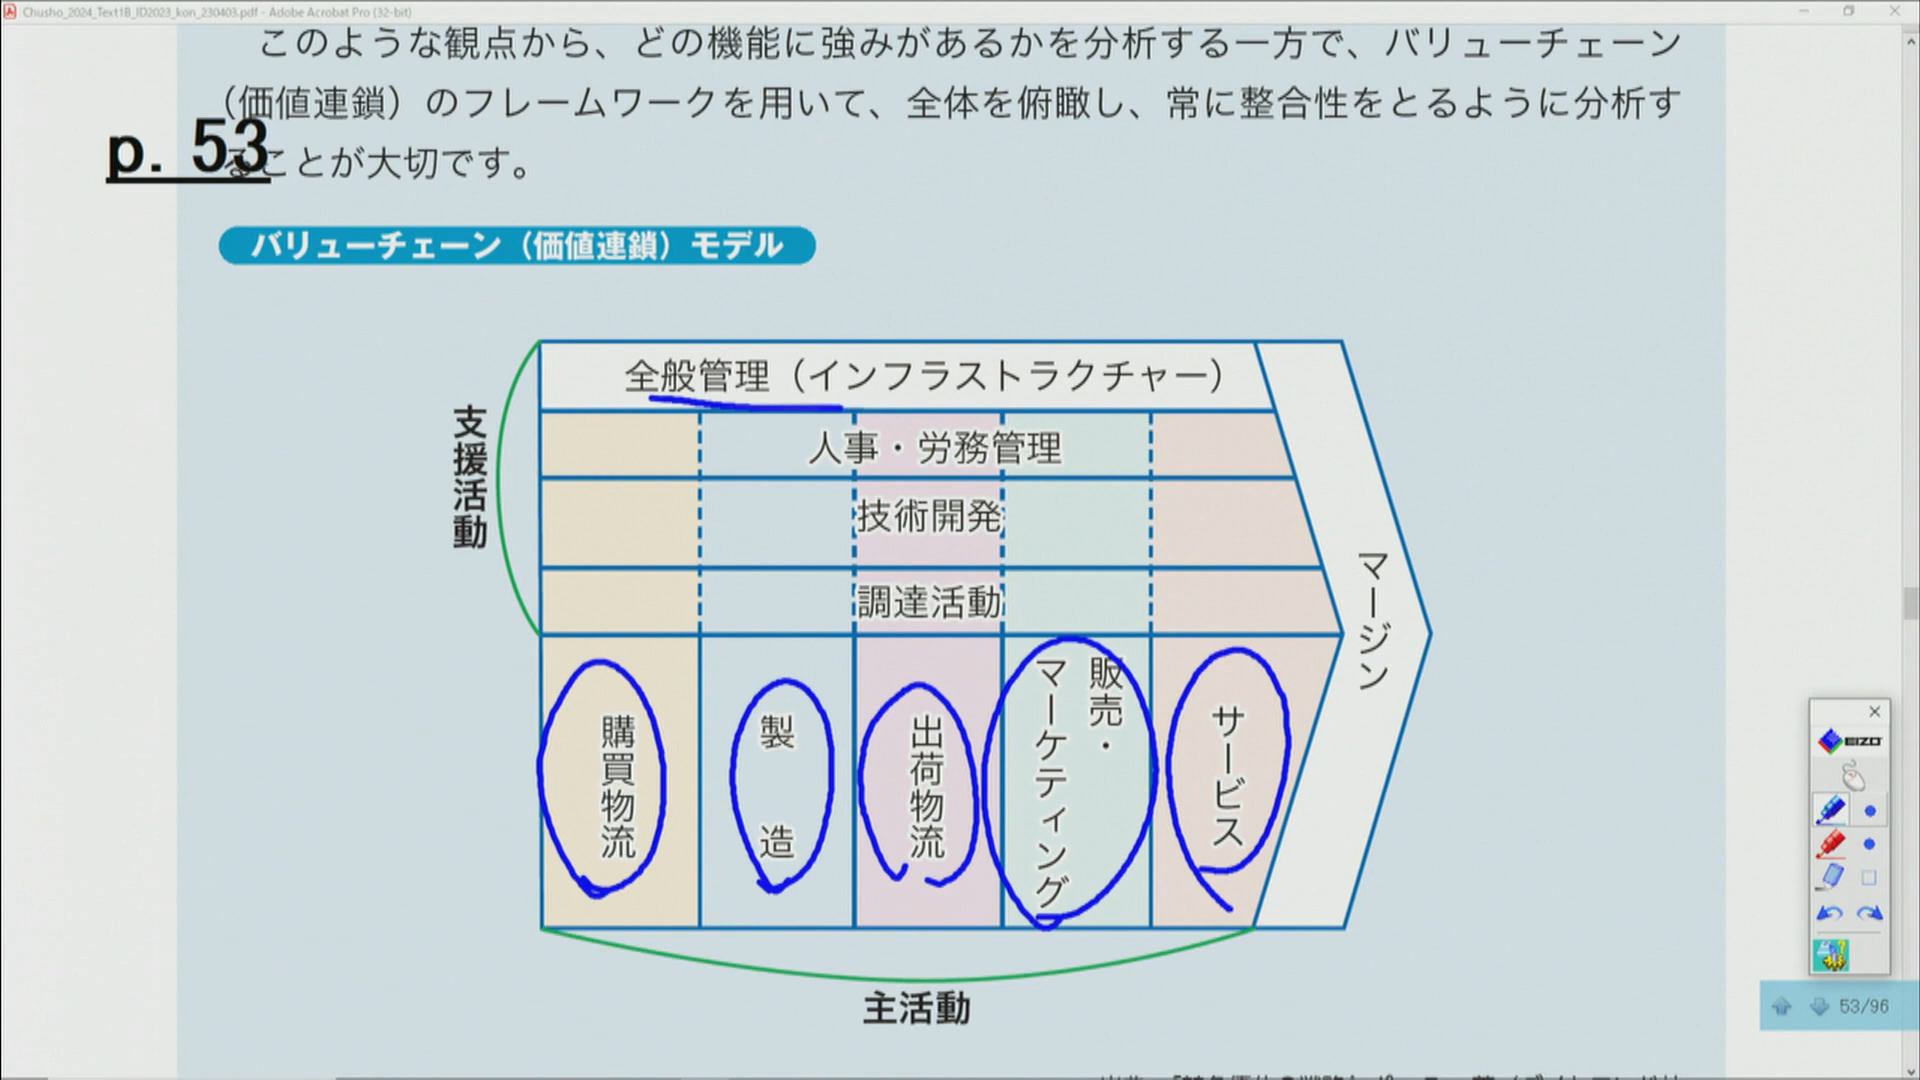 Chusho_2024_Text1B_ID2023_kon_230403.pdf - Adobe Acrobat Pro (32-bit)
このような観点から、どの機能に強みがあるかを分析する一方で、バリューチェーン
（価値連鎖）のフレームワークを用いて、全体を俯瞰し、常に整合性をとるように分析す
ることが大切です。
p. 53
バリューチェーン（価値連鎖）モデル
支援活動
全般管理（インフラストラクチャー）
人事・労務管理
技術開発
調達活動
購買物流
製造
出荷物流
販売・
マーケティング
サービス
マージン
主活動
EIZO
53/96